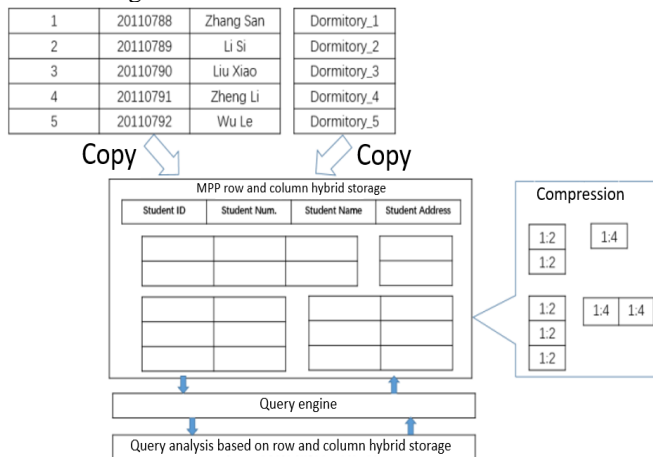 1 20110788 Zhang San Dormitory_1
2 20110789 Li Si Dormitory_2
3 20110790 Liu Xiao Dormitory_3
4 20110791 Zheng Li Dormitory_4
5 20110792 Wu Le Dormitory_5
Copy Copy
MPP row and column hybrid storage
Student ID Student Num. Student Name Student Address
Compression
1:2 1:4
1:2
1:2 1:4 1:4
1:2
1:2
Query engine
Query analysis based on row and column hybrid storage